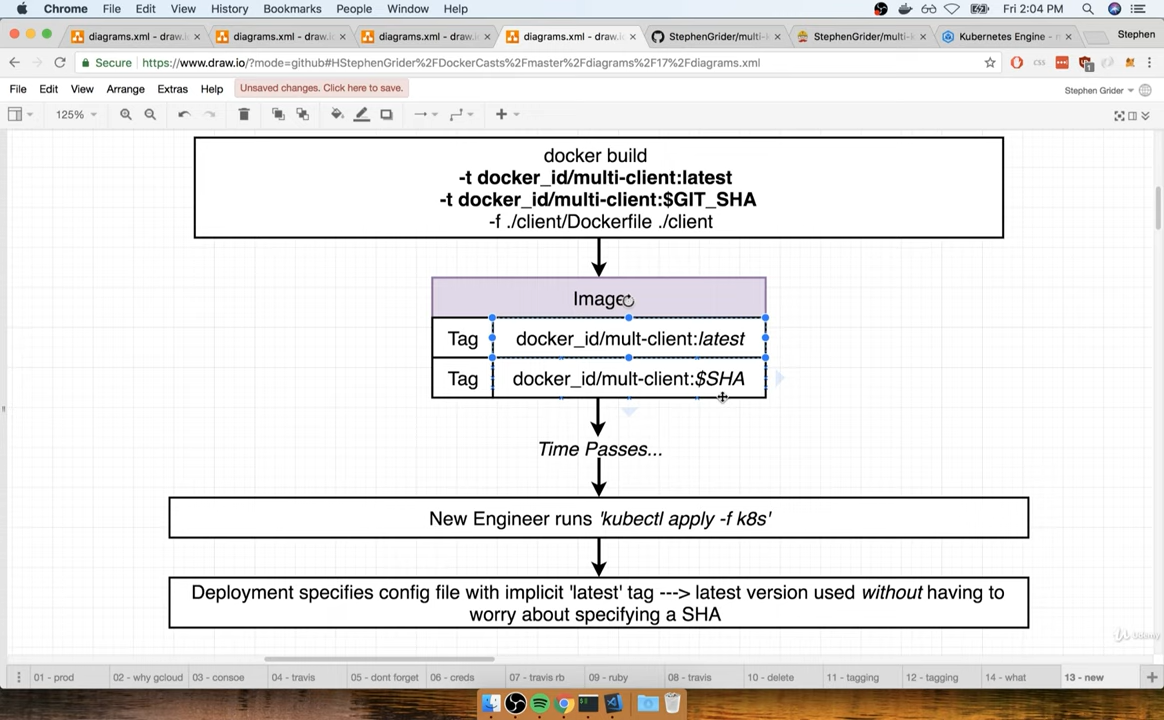 Chrome File Edit View History Bookmarks People Window Help Fri 2:04 PM
diagrams.xml - draw.i × diagrams.xml - draw.i × diagrams.xml - draw.i × diagrams.xml - draw.i × StephenGrider/multi-k × StephenGrider/multi-k × Kubernetes Engine - m × Stephen
Secure https://www.draw.io/?mode=github#HStephenGrider%2FDockerCasts%2Fmaster%2Fdiagrams%2F17%2Fdiagrams.xml
File Edit View Arrange Extras Help Unsaved changes. Click here to save. Stephen Grider
125%
docker build
-t docker_id/multi-client:latest
-t docker_id/multi-client:$GIT_SHA
-f ./client/Dockerfile ./client
Image
Tag docker_id/mult-client:latest
Tag docker_id/mult-client:$SHA
Time Passes...
New Engineer runs 'kubectl apply -f k8s'
Deployment specifies config file with implicit 'latest' tag ---> latest version used without having to
worry about specifying a SHA
Udemy
01 - prod 02 - why gcloud 03 - consoe 04 - travis 05 - dont forget 06 - creds 07 - travis rb 09 - ruby 08 - travis 10 - delete 11 - tagging 12 - tagging 14 - what 13 - new